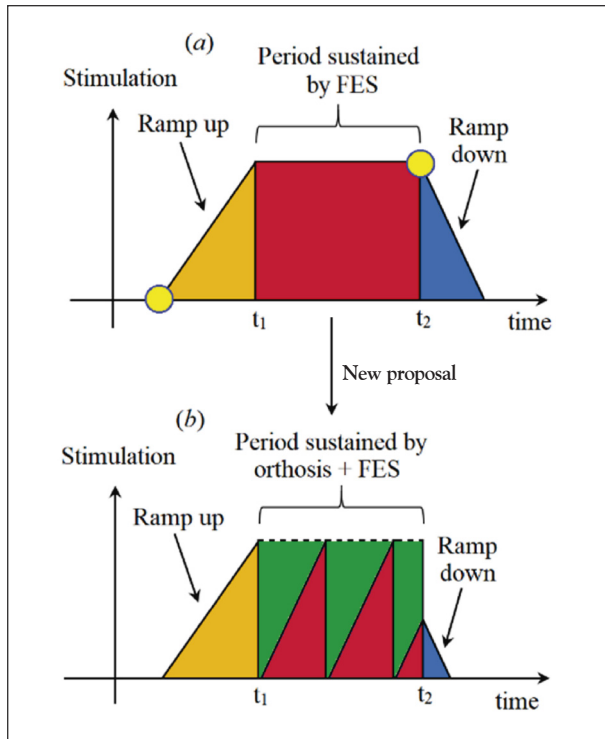 (a)
Period sustained
by FES
Stimulation
Ramp up
Ramp
down
t₁
t₂
time
New proposal
(b)
Period sustained by
orthosis + FES
Stimulation
Ramp up
Ramp
down
t₁
t₂
time